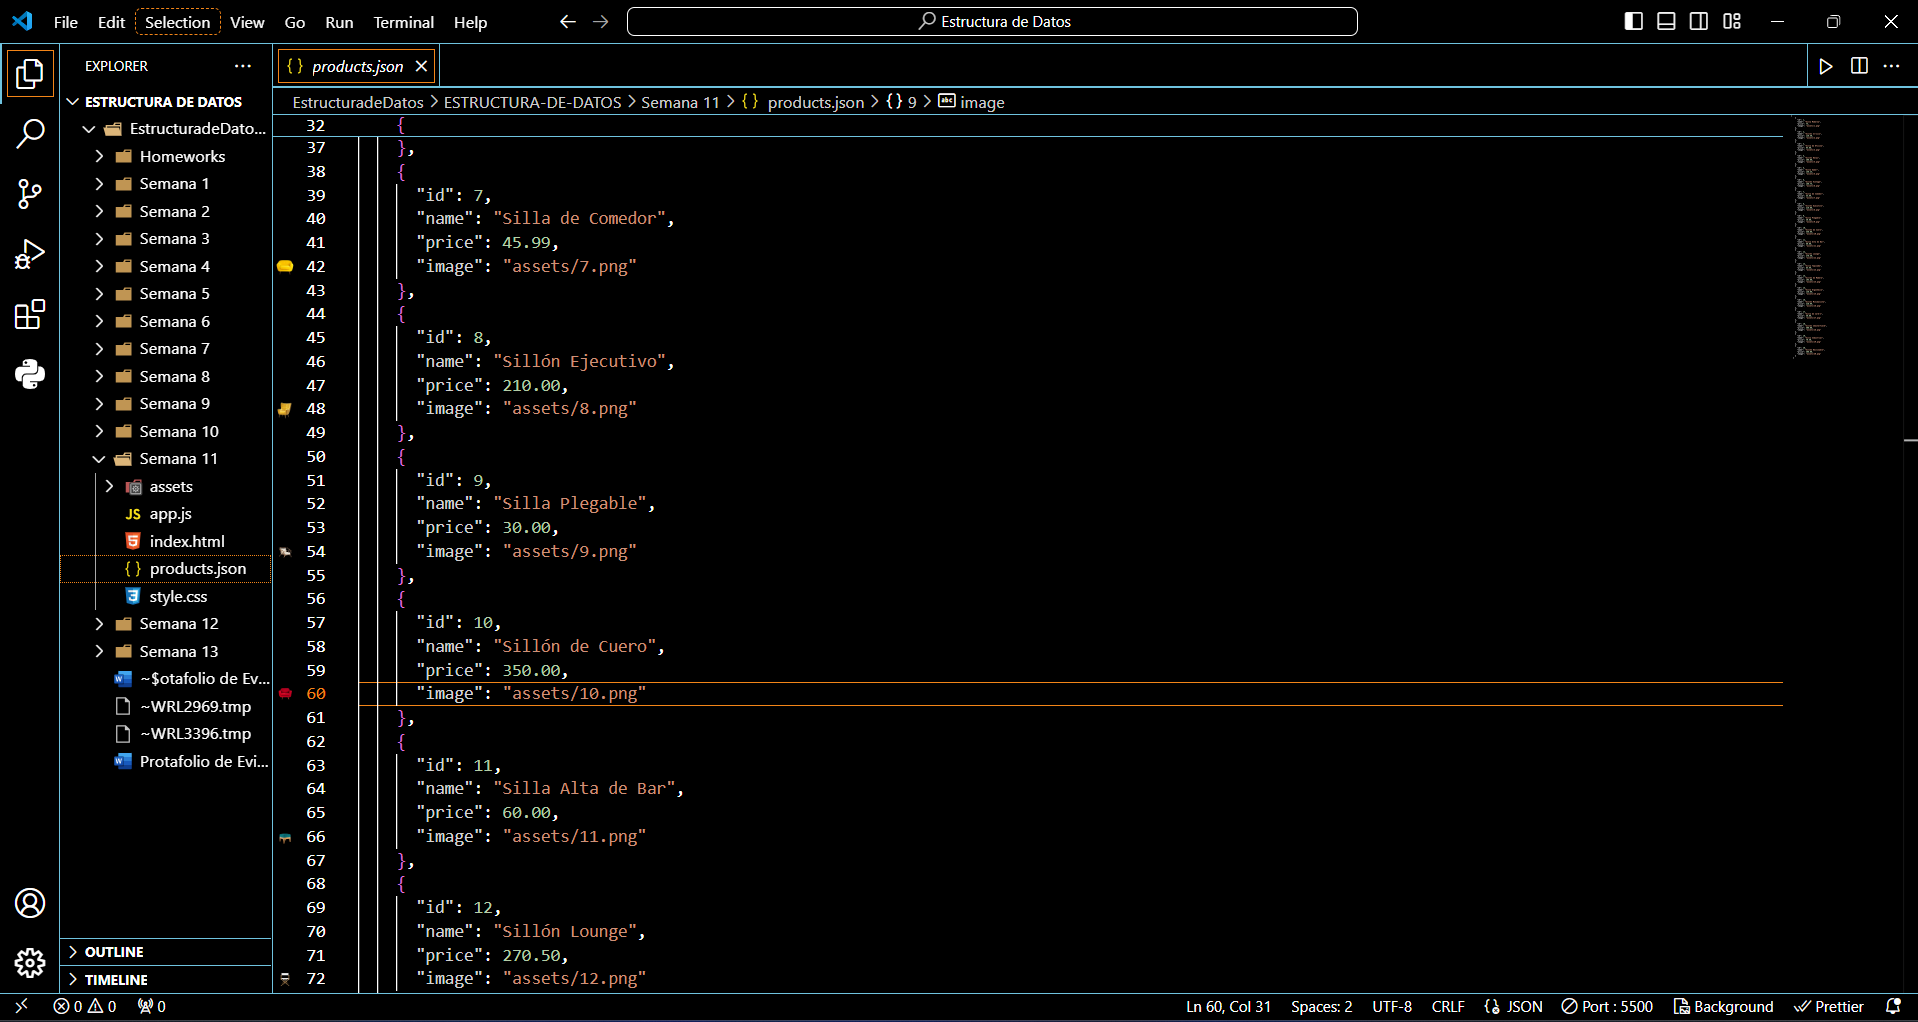 File Edit Selection View Go Run Terminal Help
Estructura de Datos
EXPLORER
ESTRUCTURA DE DATOS
EstructuradeDato...
Homeworks
Semana 1
Semana 2
Semana 3
Semana 4
Semana 5
Semana 6
Semana 7
Semana 8
Semana 9
Semana 10
Semana 11
assets
JS app.js
index.html
{} products.json
style.css
Semana 12
Semana 13
~$otafolio de Ev...
~WRL2969.tmp
~WRL3396.tmp
Protafolio de Evi...
OUTLINE
TIMELINE
{} products.json
EstructuradeDatos > ESTRUCTURA-DE-DATOS > Semana 11 > {} products.json > {} 9 > image
32 {
37 },
38 {
39 "id": 7,
40 "name": "Silla de Comedor",
41 "price": 45.99,
42 "image": "assets/7.png"
43 },
44 {
45 "id": 8,
46 "name": "Sillón Ejecutivo",
47 "price": 210.00,
48 "image": "assets/8.png"
49 },
50 {
51 "id": 9,
52 "name": "Silla Plegable",
53 "price": 30.00,
54 "image": "assets/9.png"
55 },
56 {
57 "id": 10,
58 "name": "Sillón de Cuero",
59 "price": 350.00,
60 "image": "assets/10.png"
61 },
62 {
63 "id": 11,
64 "name": "Silla Alta de Bar",
65 "price": 60.00,
66 "image": "assets/11.png"
67 },
68 {
69 "id": 12,
70 "name": "Sillón Lounge",
71 "price": 270.50,
72 "image": "assets/12.png"
0 0 0
Ln 60, Col 31 Spaces: 2 UTF-8 CRLF {} JSON Port : 5500 Background Prettier